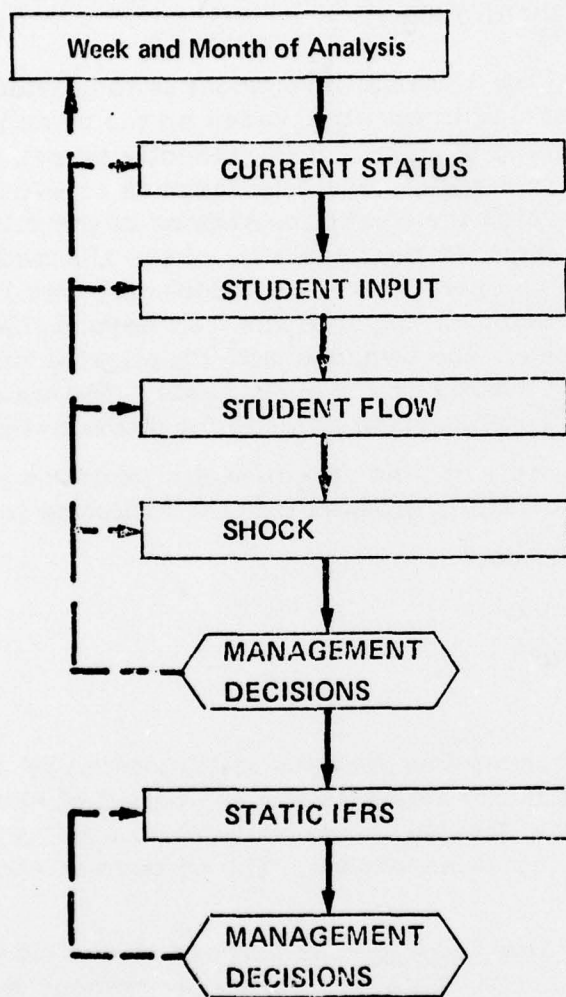 Week and Month of Analysis
CURRENT STATUS
STUDENT INPUT
STUDENT FLOW
SHOCK
MANAGEMENT
DECISIONS
STATIC IFRS
MANAGEMENT
DECISIONS